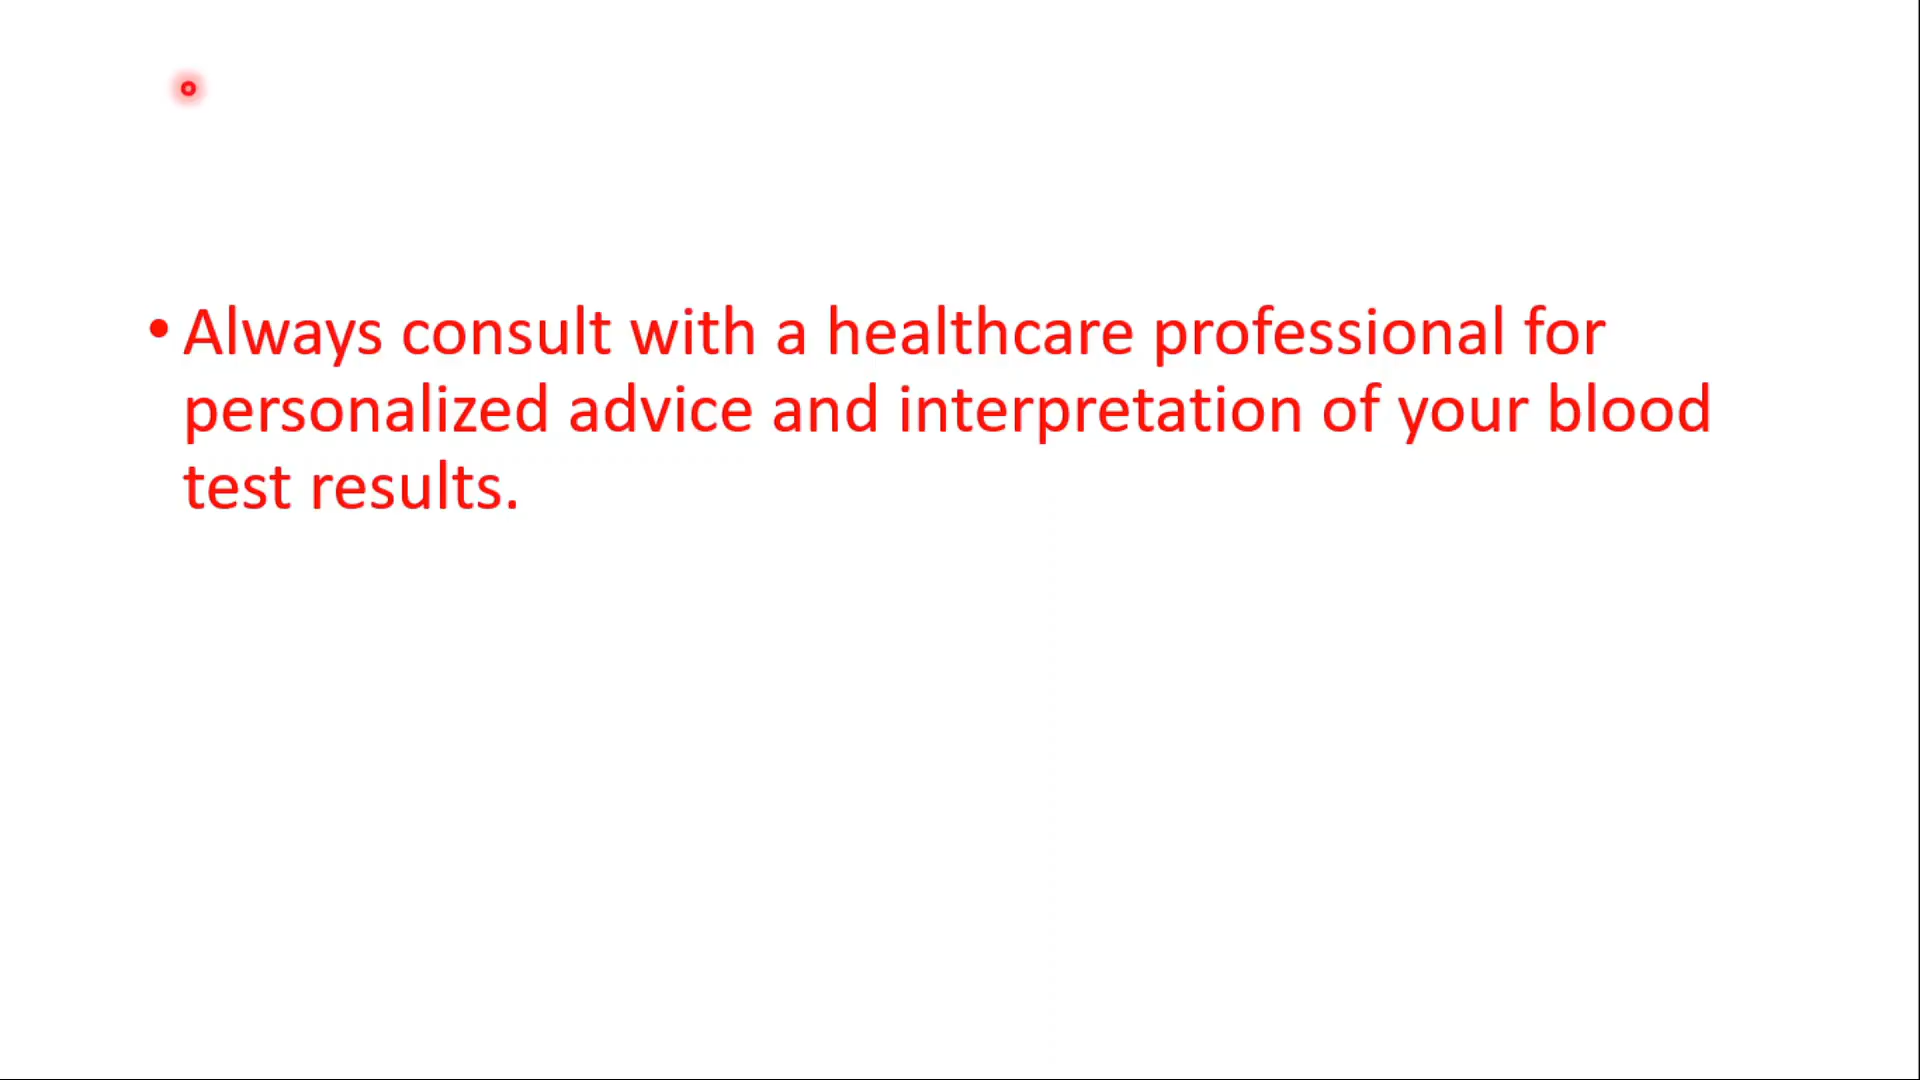 • Always consult with a healthcare professional for
personalized advice and interpretation of your blood
test results.